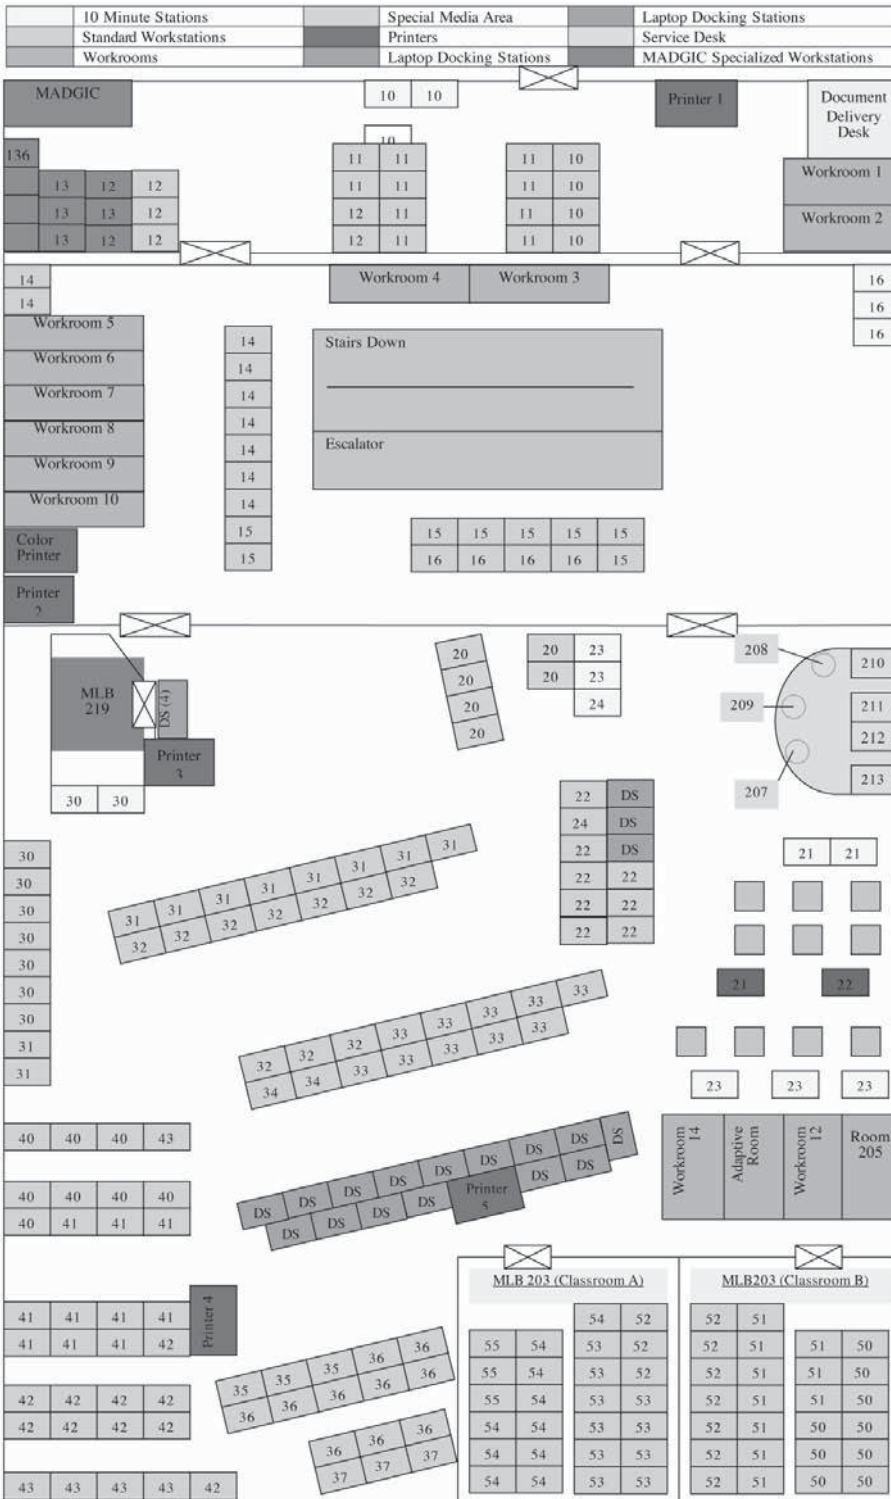 10 Minute Stations Special Media Area Laptop Docking Stations
Standard Workstations Printers Service Desk
Workrooms Laptop Docking Stations MADGIC Specialized Workstations
MADGIC 10 10 Printer 1 Document
Delivery
Desk
10
136 11 11 11 10 Workroom 1
13 12 12 11 11 11 10
13 13 12 12 11 11 10 Workroom 2
13 12 12 12 11 11 10
14 Workroom 4 Workroom 3 16
14 16
16
Workroom 5
Workroom 6
Workroom 7
Workroom 8
Workroom 9
Workroom 10
14
14
14
14
14
14
14
15
15
Stairs Down
Escalator
15 15 15 15 15
16 16 16 16 15
Color
Printer
Printer
2
MLB
219
DS (4)
Printer
3
30 30
20
20
20
20
20 23
20 23
24
208
209
207
210
211
212
213
22 DS
24 DS
22 DS
22 22
22 22
22 22
21 21
21 22
23 23 23
30
30
30
30
30
30
30
31
31
31 31 31 31 31 31 31 31
32 32 32 32 32 32 32
32 32 32 33 33 33 33 33
34 34 33 33 33 33 33
Workroom
14
Adaptive
Room
Workroom
12
Room
205
40 40 40 43
40 40 40 40
40 41 41 41
DS DS DS DS DS DS DS DS DS
DS DS DS DS Printer
5
DS DS
41 41 41 41
41 41 41 42
Printer 4
42 42 42 42
42 42 42 42
43 43 43 43 42
35 35 35 36 36
36 36 36 36 36
36 36 36
37 37 37
MLB 203 (Classroom A)
54 52
55 54 53 52
55 54 53 52
55 54 53 53
54 54 53 53
54 54 53 53
54 54 53 53
MLB203 (Classroom B)
52 51
52 51 51 50
52 51 51 50
52 51 51 50
52 51 50 50
52 51 50 50
52 51 50 50